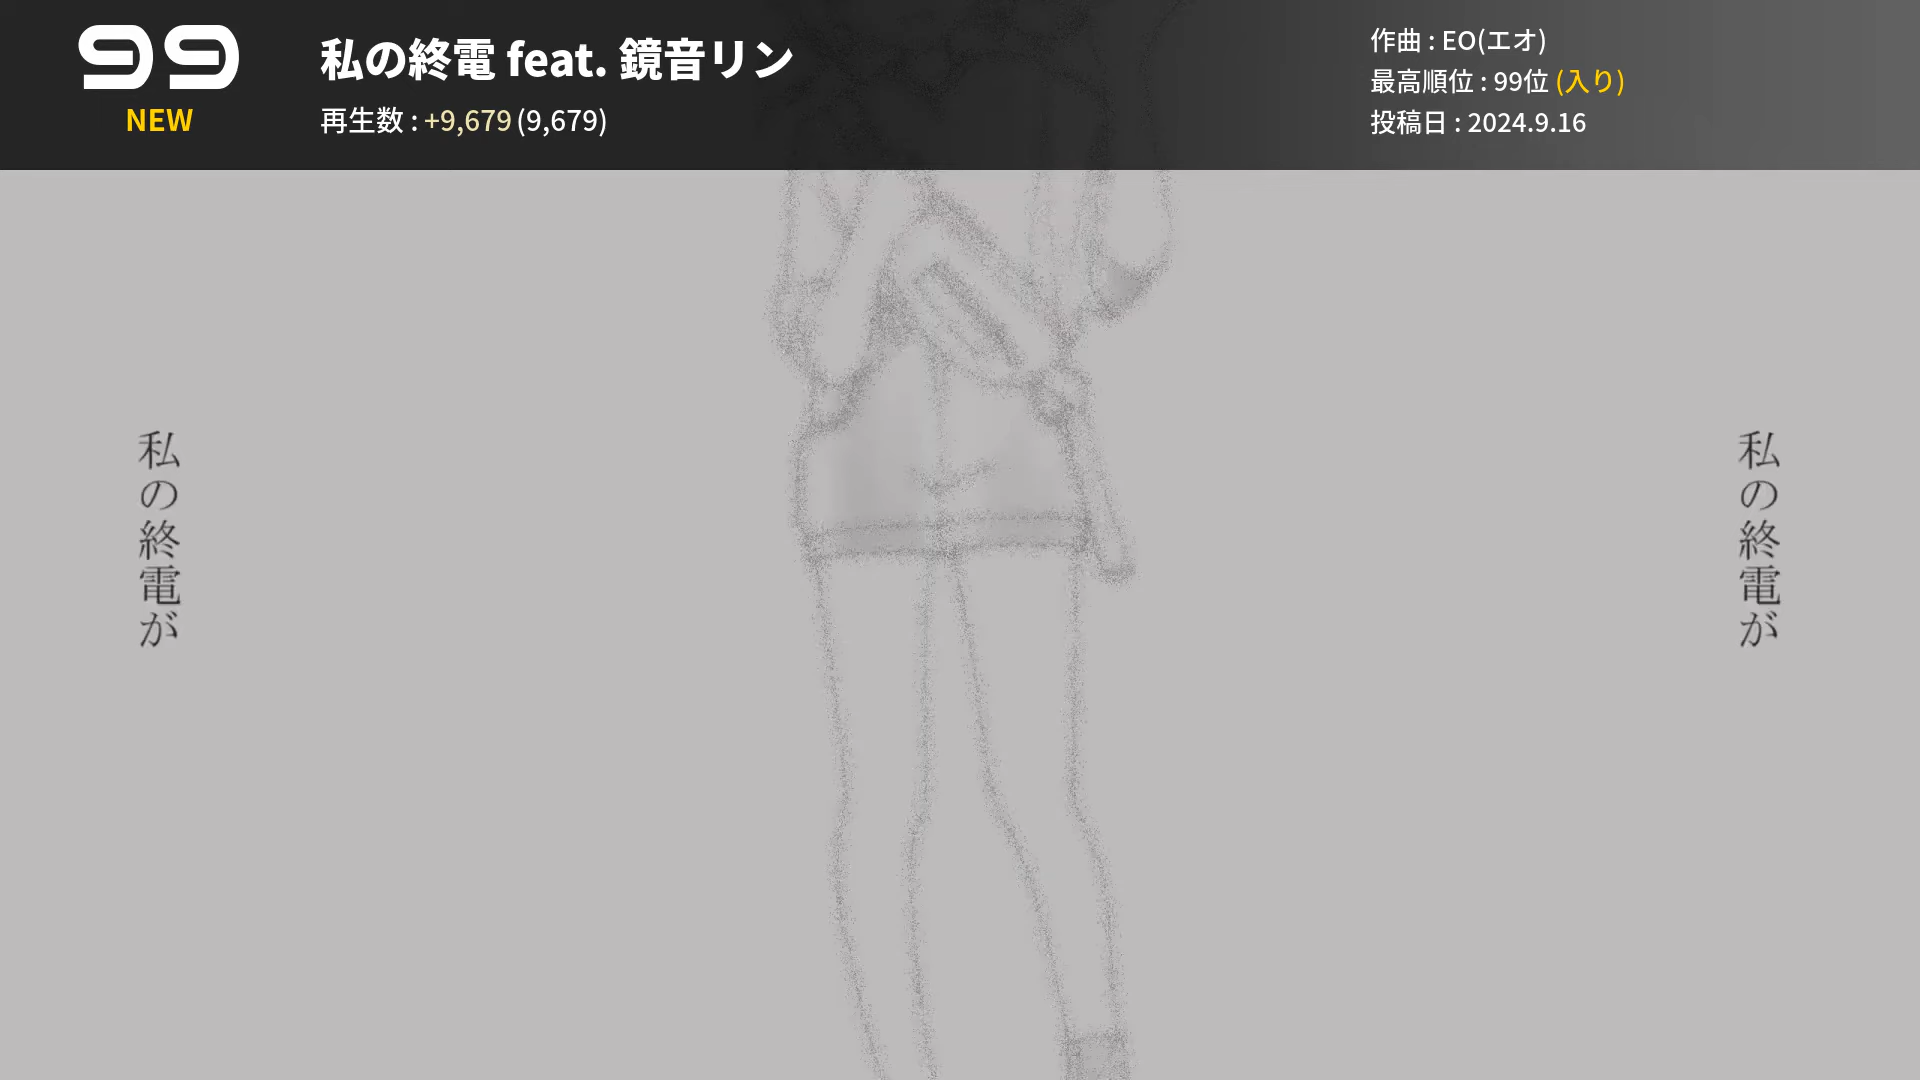 99
NEW
私の終電 feat. 鏡音リン
再生数 : +9,679 (9,679)
作曲 : EO(エオ)
最高順位 : 99位 (入り)
投稿日 : 2024.9.16
私の終電が
私の終電が